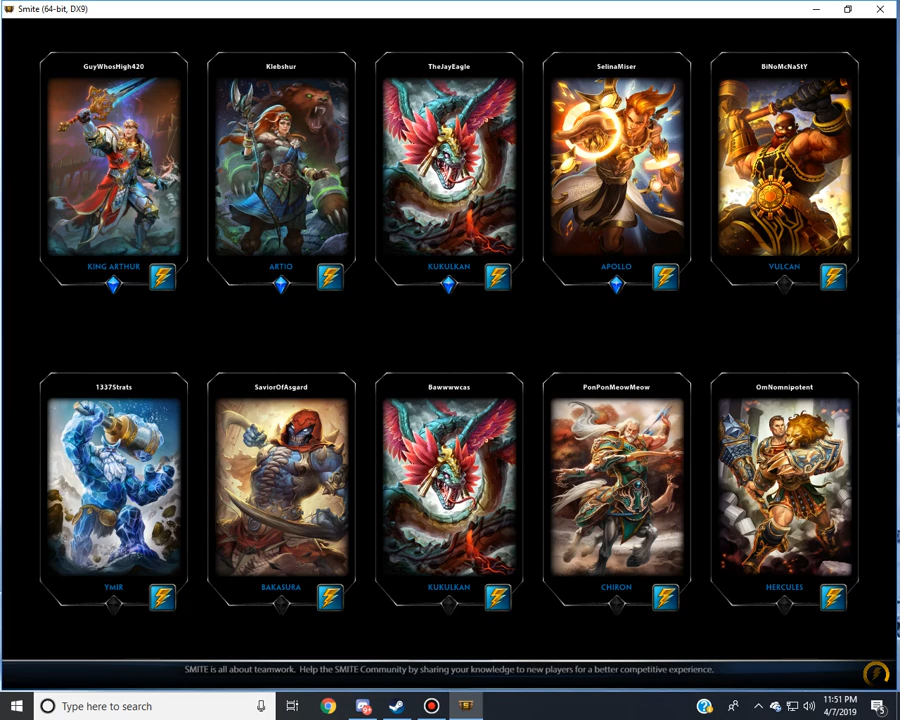 Smite (64-bit, DX9)
GuyWhosHigh420
Klebshur
TheJayEagle
SelinaMiser
BiNoMcNaStY
KING ARTHUR
ARTIO
KUKULKAN
APOLLO
VULCAN
1337Strats
SaviorOfAsgard
Bawwwwcas
PonPonMeowMeow
OmNomnipotent
YMIR
BAKASURA
KUKULKAN
CHIRON
HERCULES
SMITE is all about teamwork. Help the SMITE Community by sharing your knowledge to new players for a better competitive experience.
Type here to search
11:51 PM
4/7/2019
5